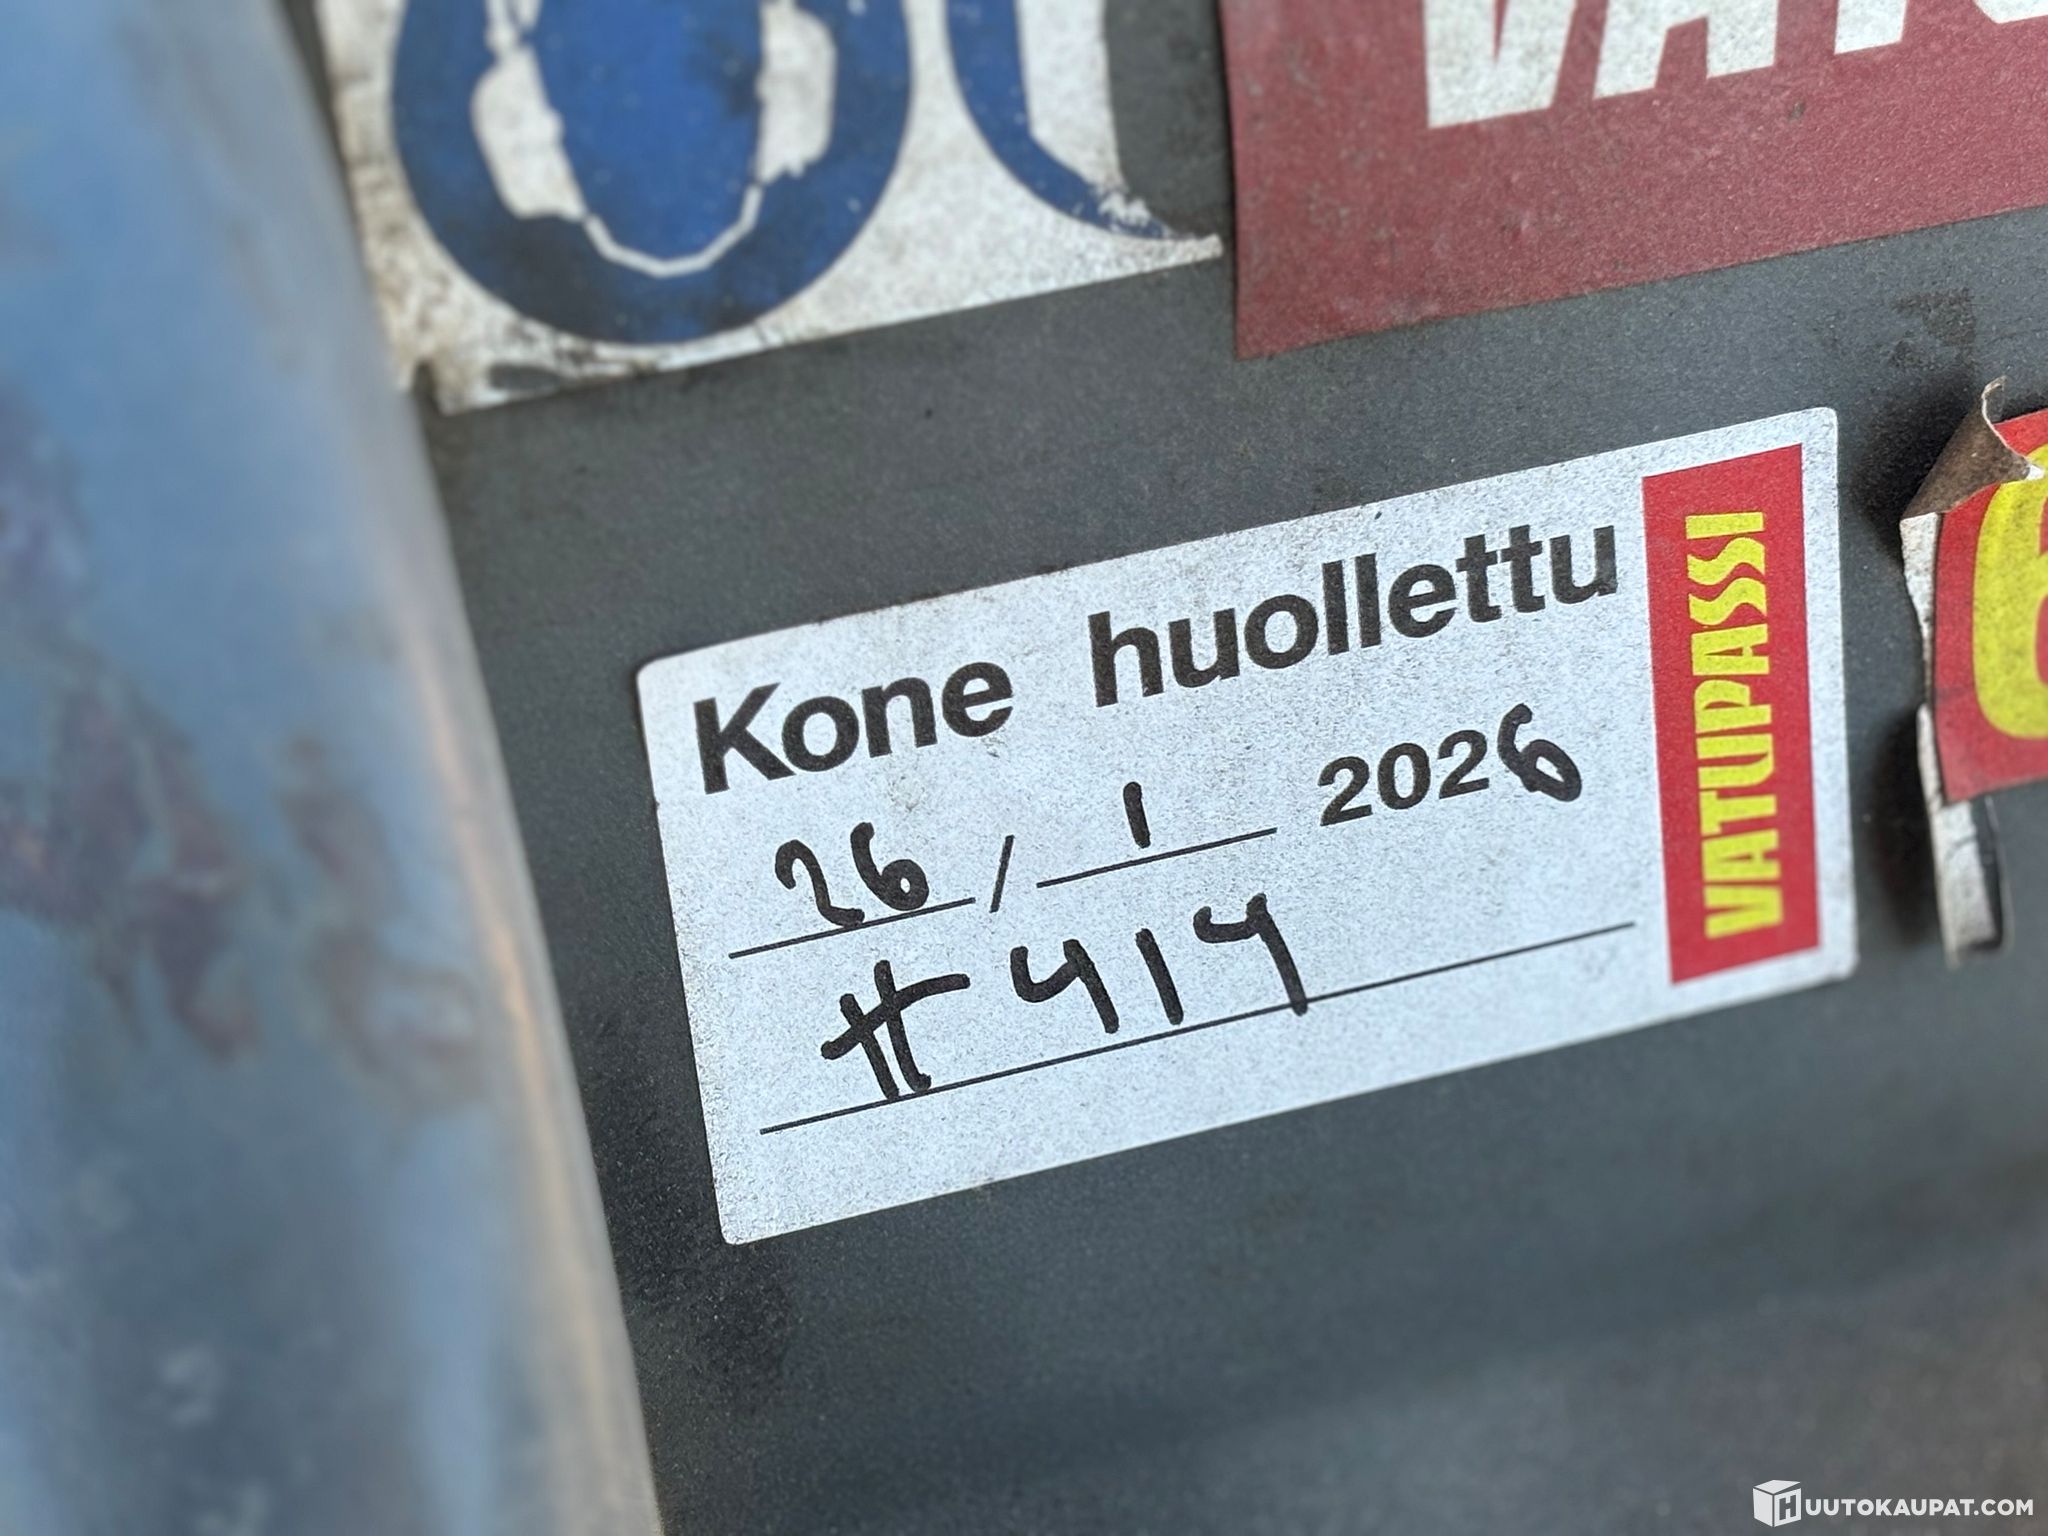 Kone huollettu
26 / 1 2026
# 414
VATUPASSI
HUUTOKAUPAT.COM